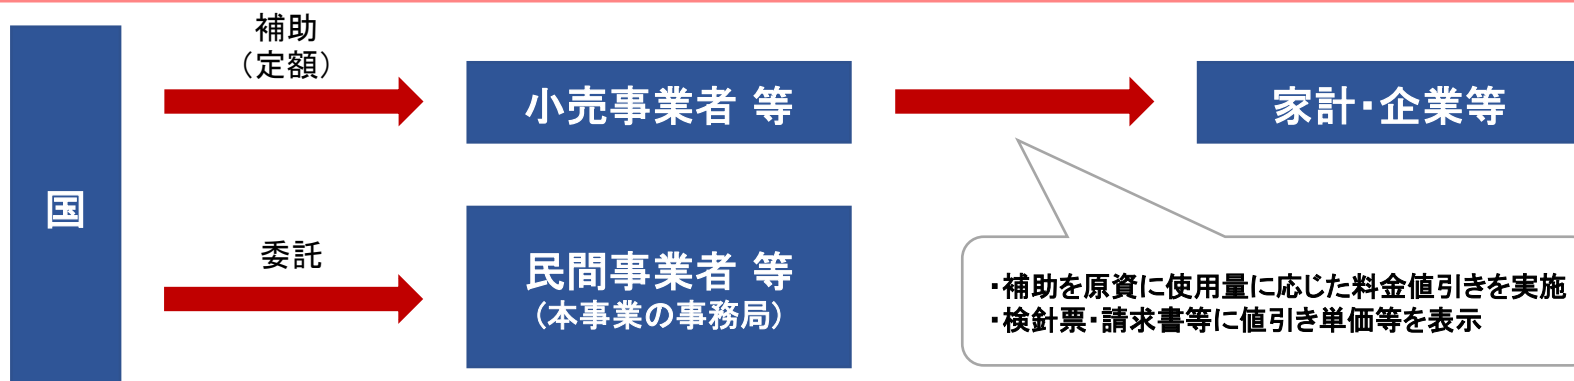 国
補助
（定額）
小売事業者 等
家計・企業等
委託
民間事業者 等
（本事業の事務局）
・補助を原資に使用量に応じた料金値引きを実施
・検針票・請求書等に値引き単価等を表示